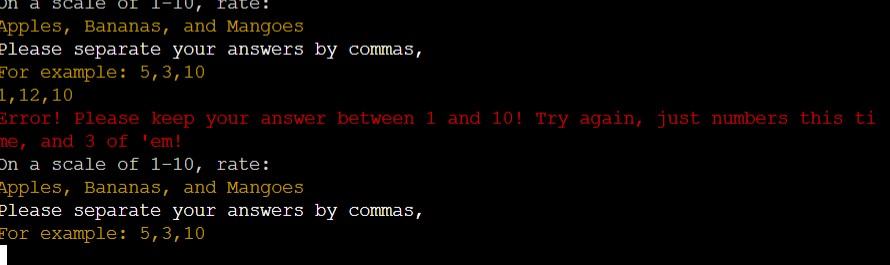 On a scale of 1-10, rate:
Apples, Bananas, and Mangoes
Please separate your answers by commas,
For example: 5,3,10
1,12,10
Error! Please keep your answer between 1 and 10! Try again, just numbers this ti
me, and 3 of 'em!
On a scale of 1-10, rate:
Apples, Bananas, and Mangoes
Please separate your answers by commas,
For example: 5,3,10